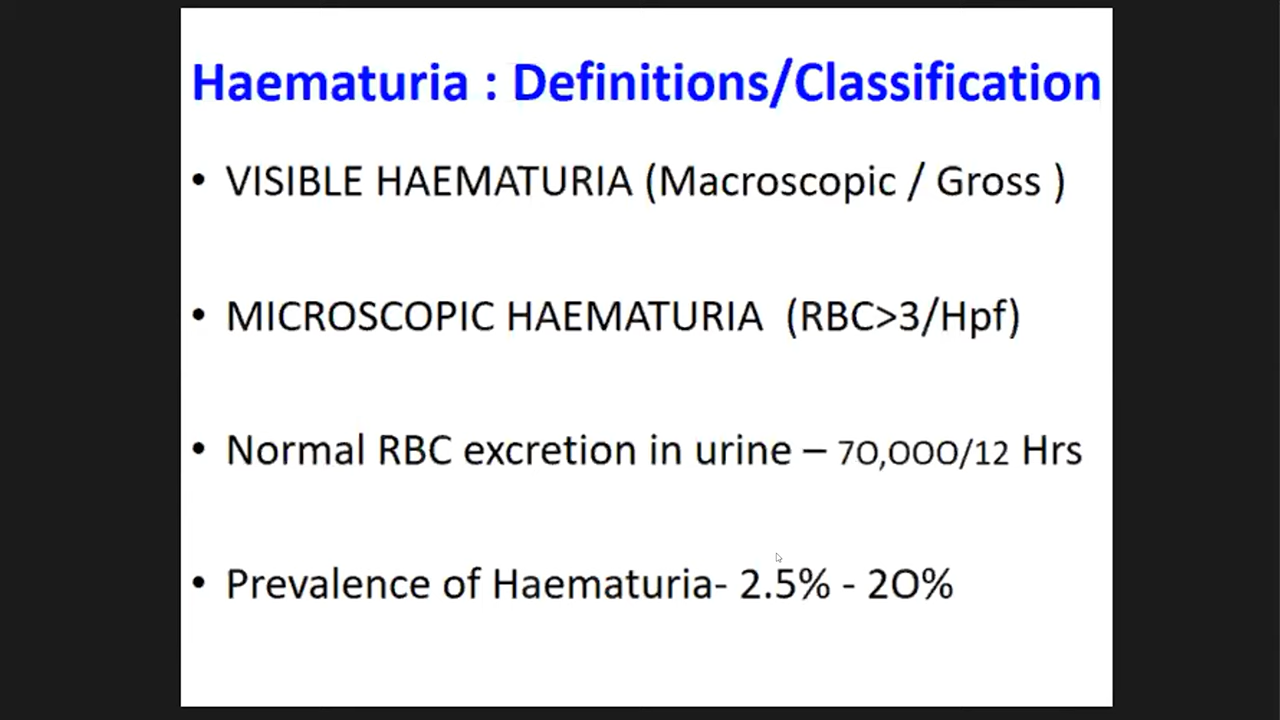 Haematuria : Definitions/Classification
• VISIBLE HAEMATURIA (Macroscopic / Gross )
• MICROSCOPIC HAEMATURIA (RBC>3/Hpf)
• Normal RBC excretion in urine – 70,000/12 Hrs
• Prevalence of Haematuria- 2.5% - 2O%